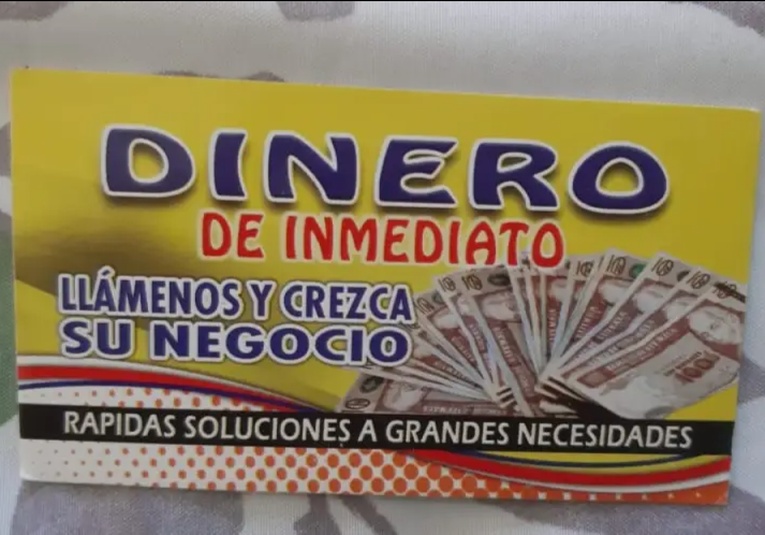 DINERO
DE INMEDIATO
LLÁMENOS Y CREZCA
SU NEGOCIO
RAPIDAS SOLUCIONES A GRANDES NECESIDADES